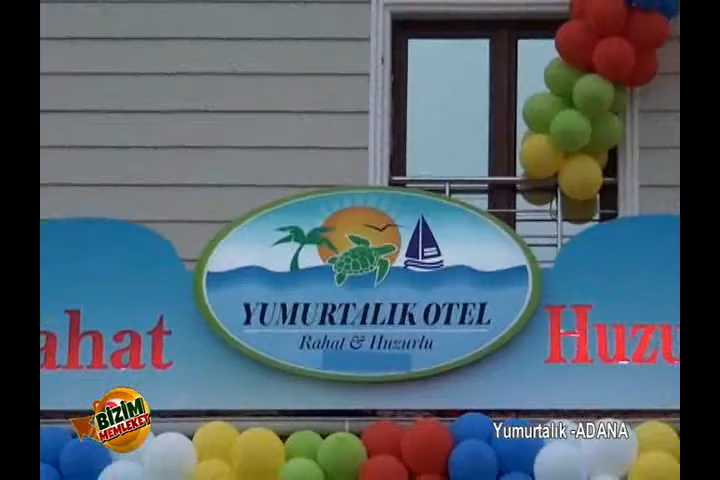 YUMURTALIK OTEL
Rahat & Huzurlu
ahat
Huzu
BİZİM
MEMLEKET
Yumurtalık -ADANA